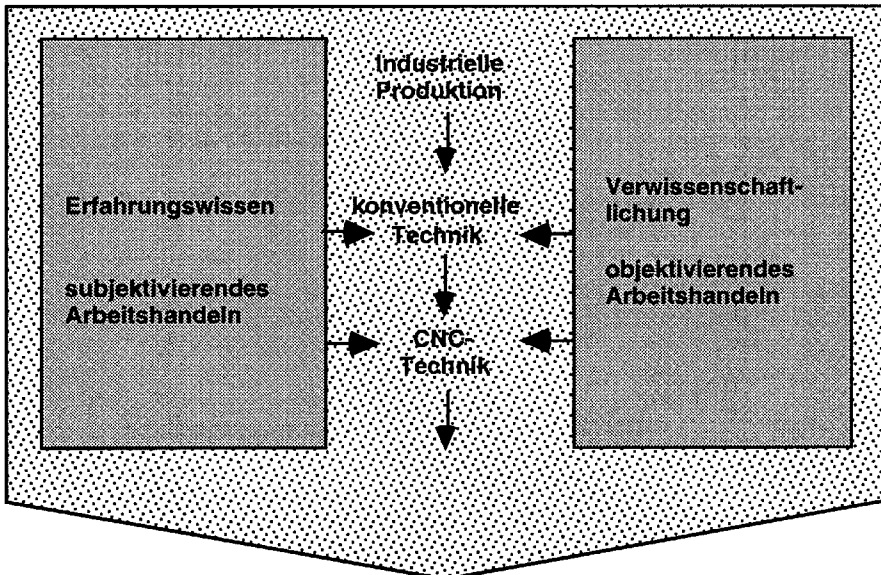 Industrielle
Produktion
Erfahrungswissen
subjektivierendes
Arbeitshandeln
konventionelle
Technik
CNC-
Technik
Verwissenschaft-
lichung
objektivierendes
Arbeitshandeln